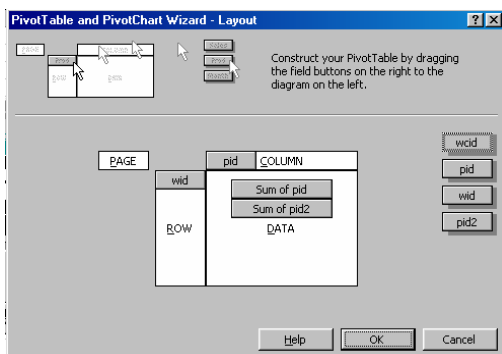 PivotTable and PivotChart Wizard - Layout
Construct your PivotTable by dragging
the field buttons on the right to the
diagram on the left.
PAGE
pid
COLUMN
wid
ROW
Sum of pid
Sum of pid2
DATA
wcid
pid
wid
pid2
Help
OK
Cancel